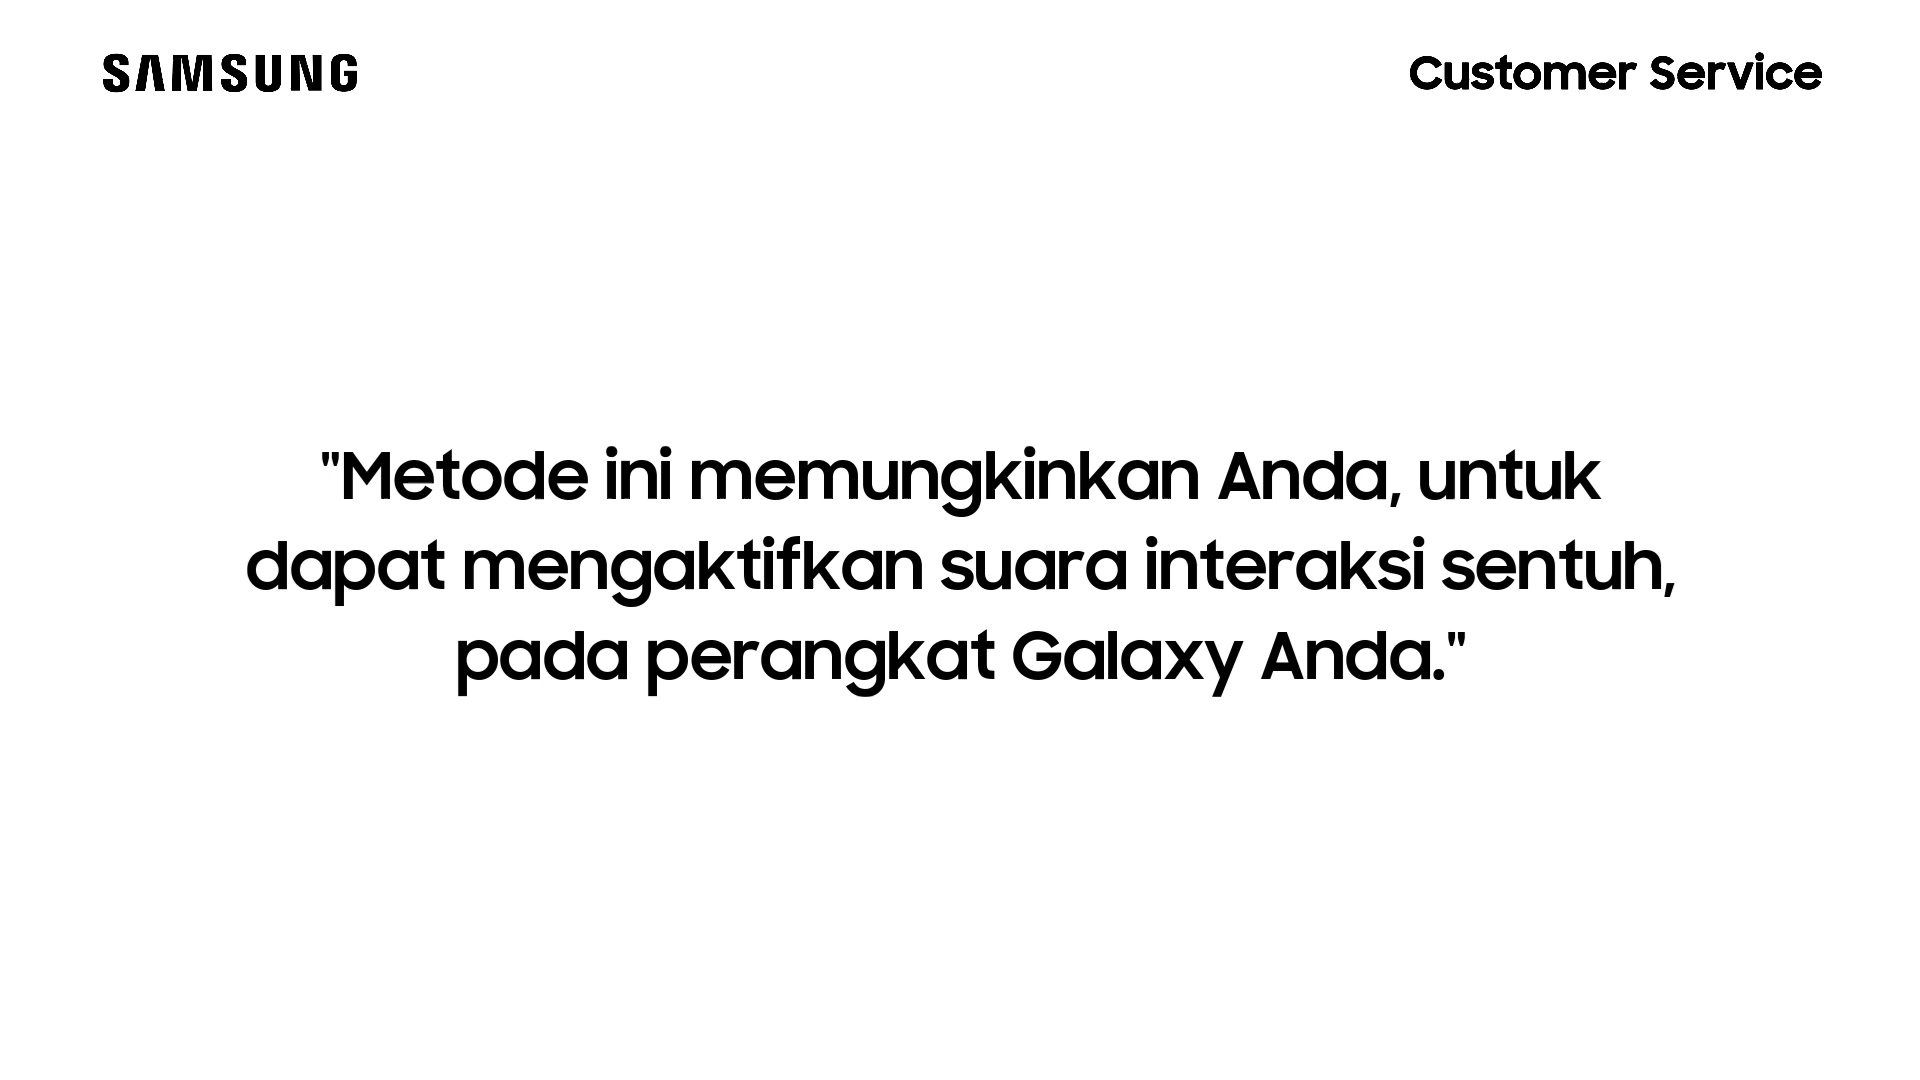 SAMSUNG
Customer Service
"Metode ini memungkinkan Anda, untuk
dapat mengaktifkan suara interaksi sentuh,
pada perangkat Galaxy Anda."